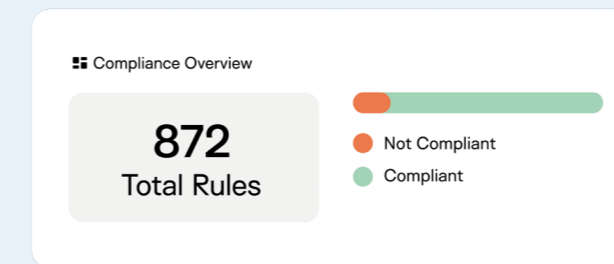 Compliance Overview
872
Total Rules
Not Compliant
Compliant